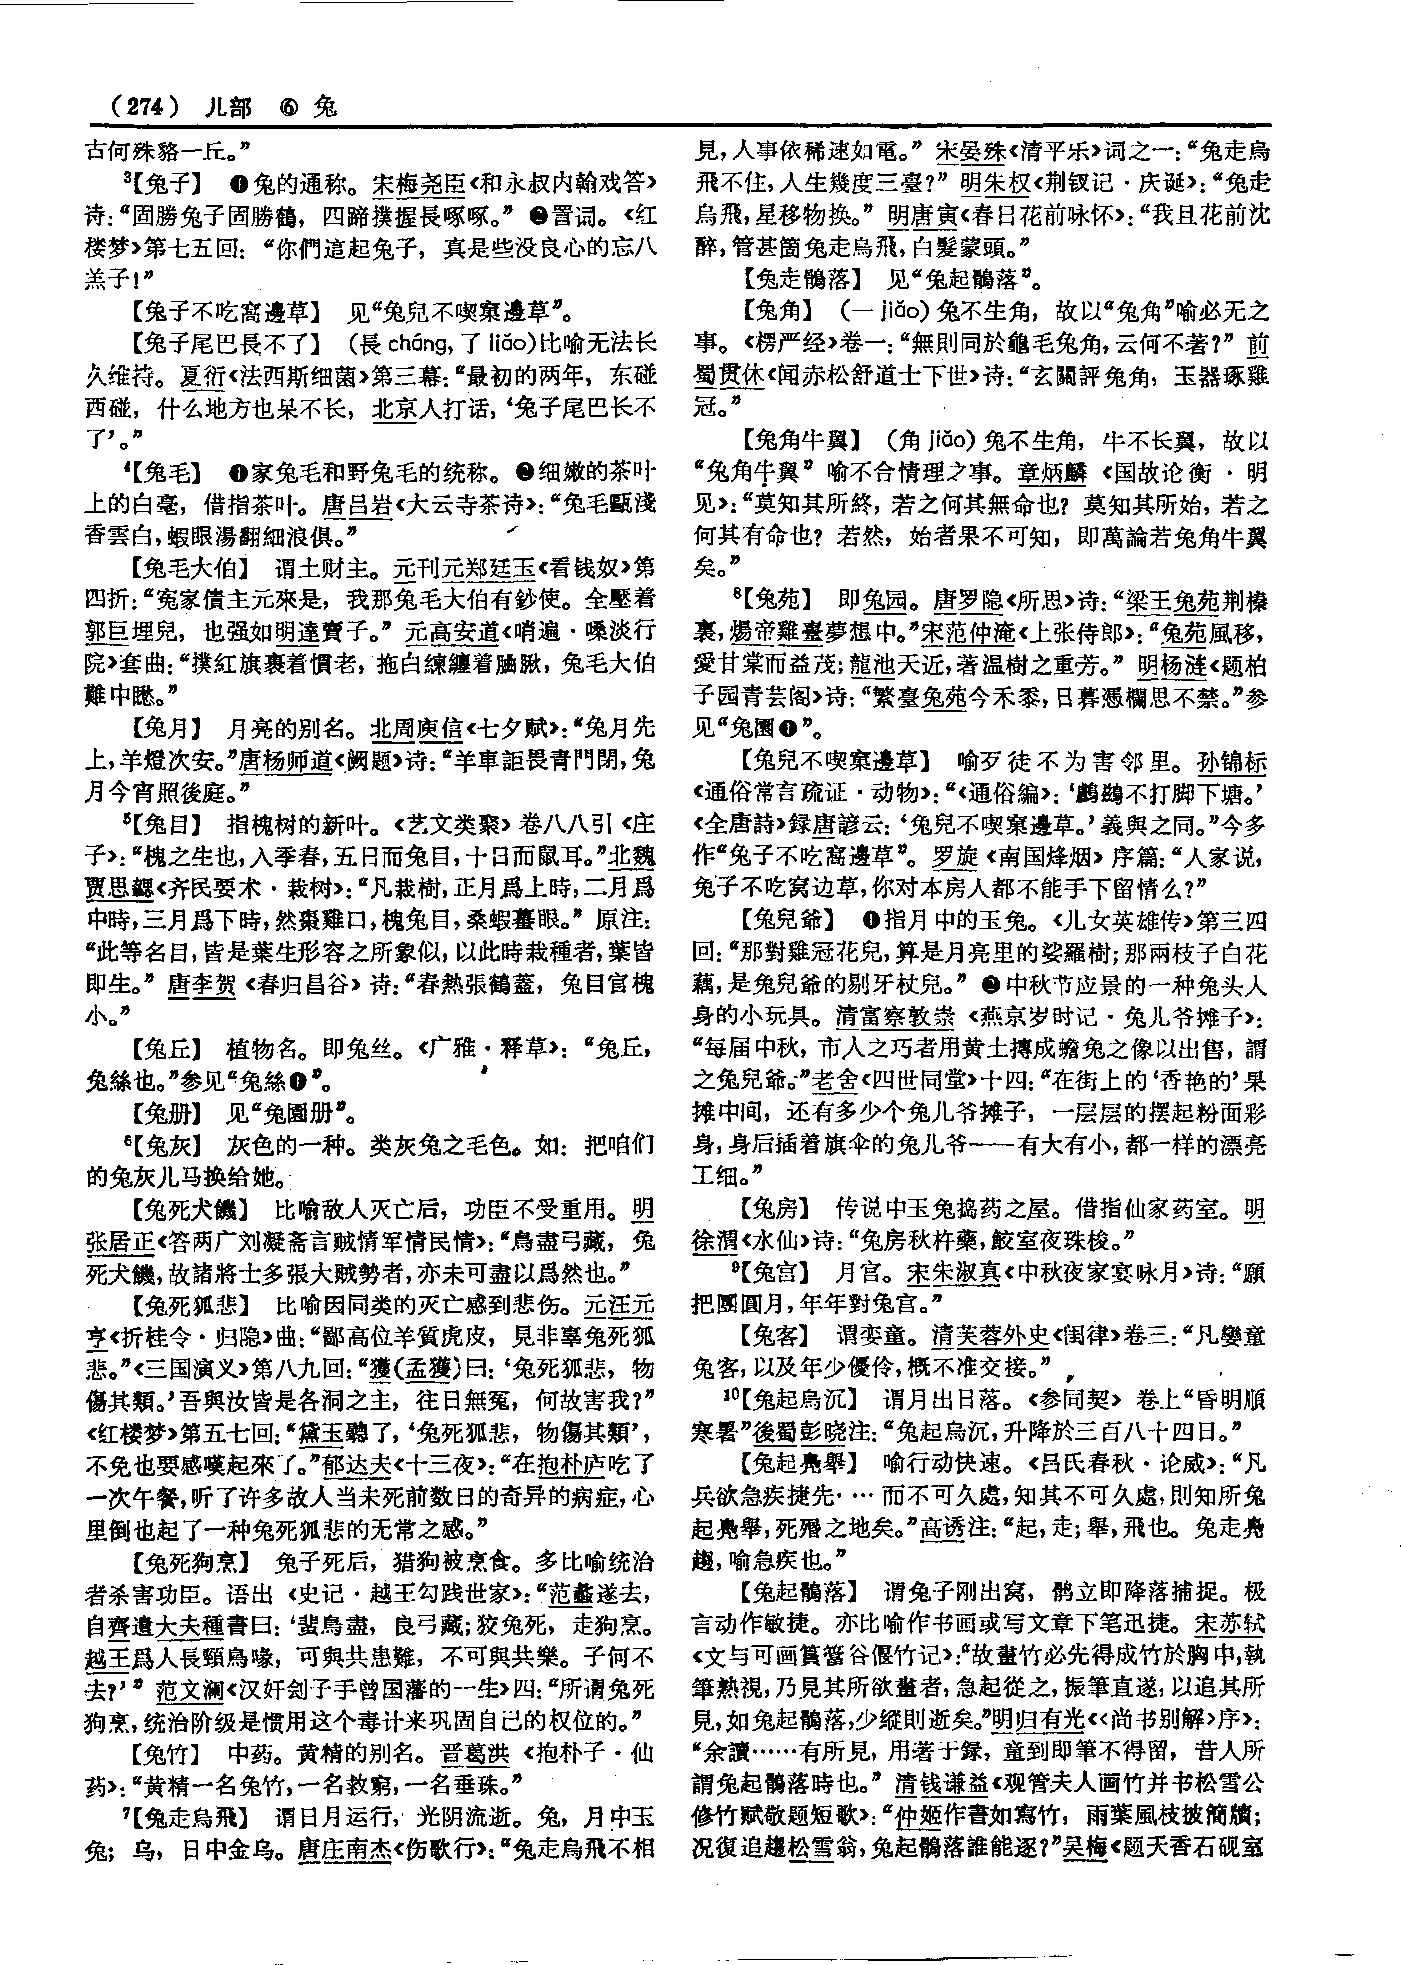 （274） 儿部 ⑥ 兔
古何殊貉一丘。”
³【兔子】 ❶兔的通称。宋梅尧臣《和永叔内翰戏答》
诗：“固勝兔子固勝鶴，四蹄撲握長啄啄。” ❷詈词。《红
楼梦》第七五回：“你們這起兔子，真是些没良心的忘八
羔子！”
【兔子不吃窩邊草】 见“兔兒不喫窠邊草”。
【兔子尾巴長不了】 （長 cháng，了 liǎo）比喻无法长
久维持。夏衍《法西斯细菌》第三幕：“最初的两年，东碰
西碰，什么地方也呆不长，北京人打话，‘兔子尾巴长不
了’。”
⁴【兔毛】 ❶家兔毛和野兔毛的统称。❷细嫩的茶叶
上的白毫，借指茶叶。唐吕岩《大云寺茶诗》：“兔毛甌淺
香雲白，蝦眼湯翻細浪俱。”
【兔毛大伯】 谓土财主。元刊元郑廷玉《看钱奴》第
四折：“寃家債主元來是，我那兔毛大伯有鈔使。全壓着
郭巨埋兒，也强如明達賣子。” 元高安道《哨遍·嗓淡行
院》套曲：“撲紅旗裹着慣老，拖白練纏着腼腴，兔毛大伯
難中瞧。”
【兔月】 月亮的别名。北周庾信《七夕赋》：“兔月先
上，羊燈次安。”唐杨师道《阙题》诗：“羊車詎畏青門閉，兔
月今宵照後庭。”
⁵【兔目】 指槐树的新叶。《艺文类聚》卷八八引《庄
子》：“槐之生也，入季春，五日而兔目，十日而鼠耳。”北魏
贾思勰《齐民要术·栽树》：“凡栽樹，正月爲上時，二月爲
中時，三月爲下時，然棗雞口，槐兔目，桑蝦蟇眼。” 原注：
“此等名目，皆是葉生形容之所象似，以此時栽種者，葉皆
即生。” 唐李贺《春归昌谷》诗：“春熱張鶴蓋，兔目官槐
小。”
【兔丘】 植物名。即兔丝。《广雅·释草》：“兔丘，
兔絲也。”参见“兔絲❶”。
【兔册】 见“兔園册”。
⁶【兔灰】 灰色的一种。类灰兔之毛色。如：把咱们
的兔灰儿马换给她。
【兔死犬饑】 比喻敌人灭亡后，功臣不受重用。明
张居正《答两广刘凝斋言贼情军情民情》：“鳥盡弓藏，兔
死犬饑，故諸將士多張大賊勢者，亦未可盡以爲然也。”
【兔死狐悲】 比喻因同类的灭亡感到悲伤。元汪元
亨《折桂令·归隐》曲：“鄙高位羊質虎皮，見非辜兔死狐
悲。”《三国演义》第八九回：“獲（孟獲）曰：‘兔死狐悲，物
傷其類。’吾與汝皆是各洞之主，往日無冤，何故害我？”
《红楼梦》第五七回：“黛玉聽了，‘兔死狐悲，物傷其類’，
不免也要感嘆起來了。”郁达夫《十三夜》：“在抱朴庐吃了
一次午餐，听了许多故人当未死前数日的奇异的病症，心
里倒也起了一种兔死狐悲的无常之感。”
【兔死狗烹】 兔子死后，猎狗被烹食。多比喻统治
者杀害功臣。语出《史记·越王勾践世家》：“范蠡遂去，
自齊遺大夫種書曰：‘蜚鳥盡，良弓藏；狡兔死，走狗烹。
越王爲人長頸鳥喙，可與共患難，不可與共樂。子何不
去？’” 范文澜《汉奸刽子手曾国藩的一生》四：“所谓兔死
狗烹，统治阶级是惯用这个毒计来巩固自己的权位的。”
【兔竹】 中药。黄精的别名。晋葛洪《抱朴子·仙
药》：“黄精一名兔竹，一名救窮，一名垂珠。”
⁷【兔走烏飛】 谓日月运行，光阴流逝。兔，月中玉
兔；乌，日中金乌。唐庄南杰《伤歌行》：“兔走烏飛不相
見，人事依稀速如電。” 宋晏殊《清平乐》词之一：“兔走烏
飛不住，人生幾度三臺？” 明朱权《荆钗记·庆诞》：“兔走
烏飛，星移物换。” 明唐寅《春日花前咏怀》：“我且花前沈
醉，管甚箇兔走烏飛，白髮蒙頭。”
【兔走鶻落】 见“兔起鶻落”。
【兔角】 （—jiǎo）兔不生角，故以“兔角”喻必无之
事。《楞严经》卷一：“無則同於龜毛兔角，云何不著？” 前
蜀贯休《闻赤松舒道士下世》诗：“玄關評兔角，玉器琢雞
冠。”
【兔角牛翼】 （角 jiǎo）兔不生角，牛不长翼，故以
“兔角牛翼” 喻不合情理之事。章炳麟《国故论衡·明
见》：“莫知其所終，若之何其無命也？莫知其所始，若之
何其有命也？若然，始者果不可知，即萬論若兔角牛翼
矣。”
⁸【兔苑】 即兔园。唐罗隐《所思》诗：“梁王兔苑荆榛
裏，煬帝雞臺夢想中。”宋范仲淹《上张侍郎》：“兔苑風移，
愛甘棠而益茂；龍池天近，著温樹之重芳。” 明杨涟《题柏
子园青芸阁》诗：“繁臺兔苑今禾黍，日暮憑欄思不禁。”参
见“兔園❶”。
【兔兒不喫窠邊草】 喻歹徒不为害邻里。孙锦标
《通俗常言疏证·动物》：“《通俗编》：‘鸕鷀不打脚下塘。’
《全唐詩》録唐諺云：‘兔兒不喫窠邊草。’義與之同。”今多
作“兔子不吃窩邊草”。罗旋《南国烽烟》序篇：“人家说，
兔子不吃窝边草，你对本房人都不能手下留情么？”
【兔兒爺】 ❶指月中的玉兔。《儿女英雄传》第三四
回：“那對雞冠花兒，算是月亮里的娑羅樹；那兩枝子白花
藕，是兔兒爺的剔牙杖兒。” ❷中秋节应景的一种兔头人
身的小玩具。清富察敦崇《燕京岁时记·兔儿爷摊子》：
“每届中秋，市人之巧者用黄土摶成蟾兔之像以出售，謂
之兔兒爺。”老舍《四世同堂》十四：“在街上的‘香艳的’果
摊中间，还有多少个兔儿爷摊子，一层层的摆起粉面彩
身，身后插着旗伞的兔儿爷——有大有小，都一样的漂亮
工细。”
【兔房】 传说中玉兔捣药之屋。借指仙家药室。明
徐渭《水仙》诗：“兔房秋杵藥，鮫室夜珠梭。”
⁹【兔宫】 月宫。宋朱淑真《中秋夜家宴咏月》诗：“願
把團圓月，年年對兔宫。”
【兔客】 谓娈童。清芙蓉外史《闺律》卷三：“凡孌童
兔客，以及年少優伶，概不准交接。”
¹⁰【兔起烏沉】 谓月出日落。《参同契》卷上“昏明順
寒暑”後蜀彭晓注：“兔起烏沉，升降於三百八十四日。”
【兔起鳧舉】 喻行动快速。《吕氏春秋·论威》：“凡
兵欲急疾捷先……而不可久處，知其不可久處，則知所兔
起鳧舉，死殙之地矣。”高诱注：“起，走；舉，飛也。兔走鳧
趨，喻急疾也。”
【兔起鶻落】 谓兔子刚出窝，鹘立即降落捕捉。极
言动作敏捷。亦比喻作书画或写文章下笔迅捷。宋苏轼
《文与可画筼筜谷偃竹记》：“故畫竹必先得成竹於胸中，執
筆熟視，乃見其所欲畫者，急起從之，振筆直遂，以追其所
見，如兔起鶻落，少縱則逝矣。”明归有光《〈尚书别解〉序》：
“余讀……有所見，用著于録，意到即筆不得留，昔人所
謂兔起鶻落時也。” 清钱谦益《观管夫人画竹并书松雪公
修竹赋敬题短歌》：“仲姬作書如寫竹，雨葉風枝披簡牘；
况復追趨松雪翁，兔起鶻落誰能逐？”吴梅《题天香石砚室